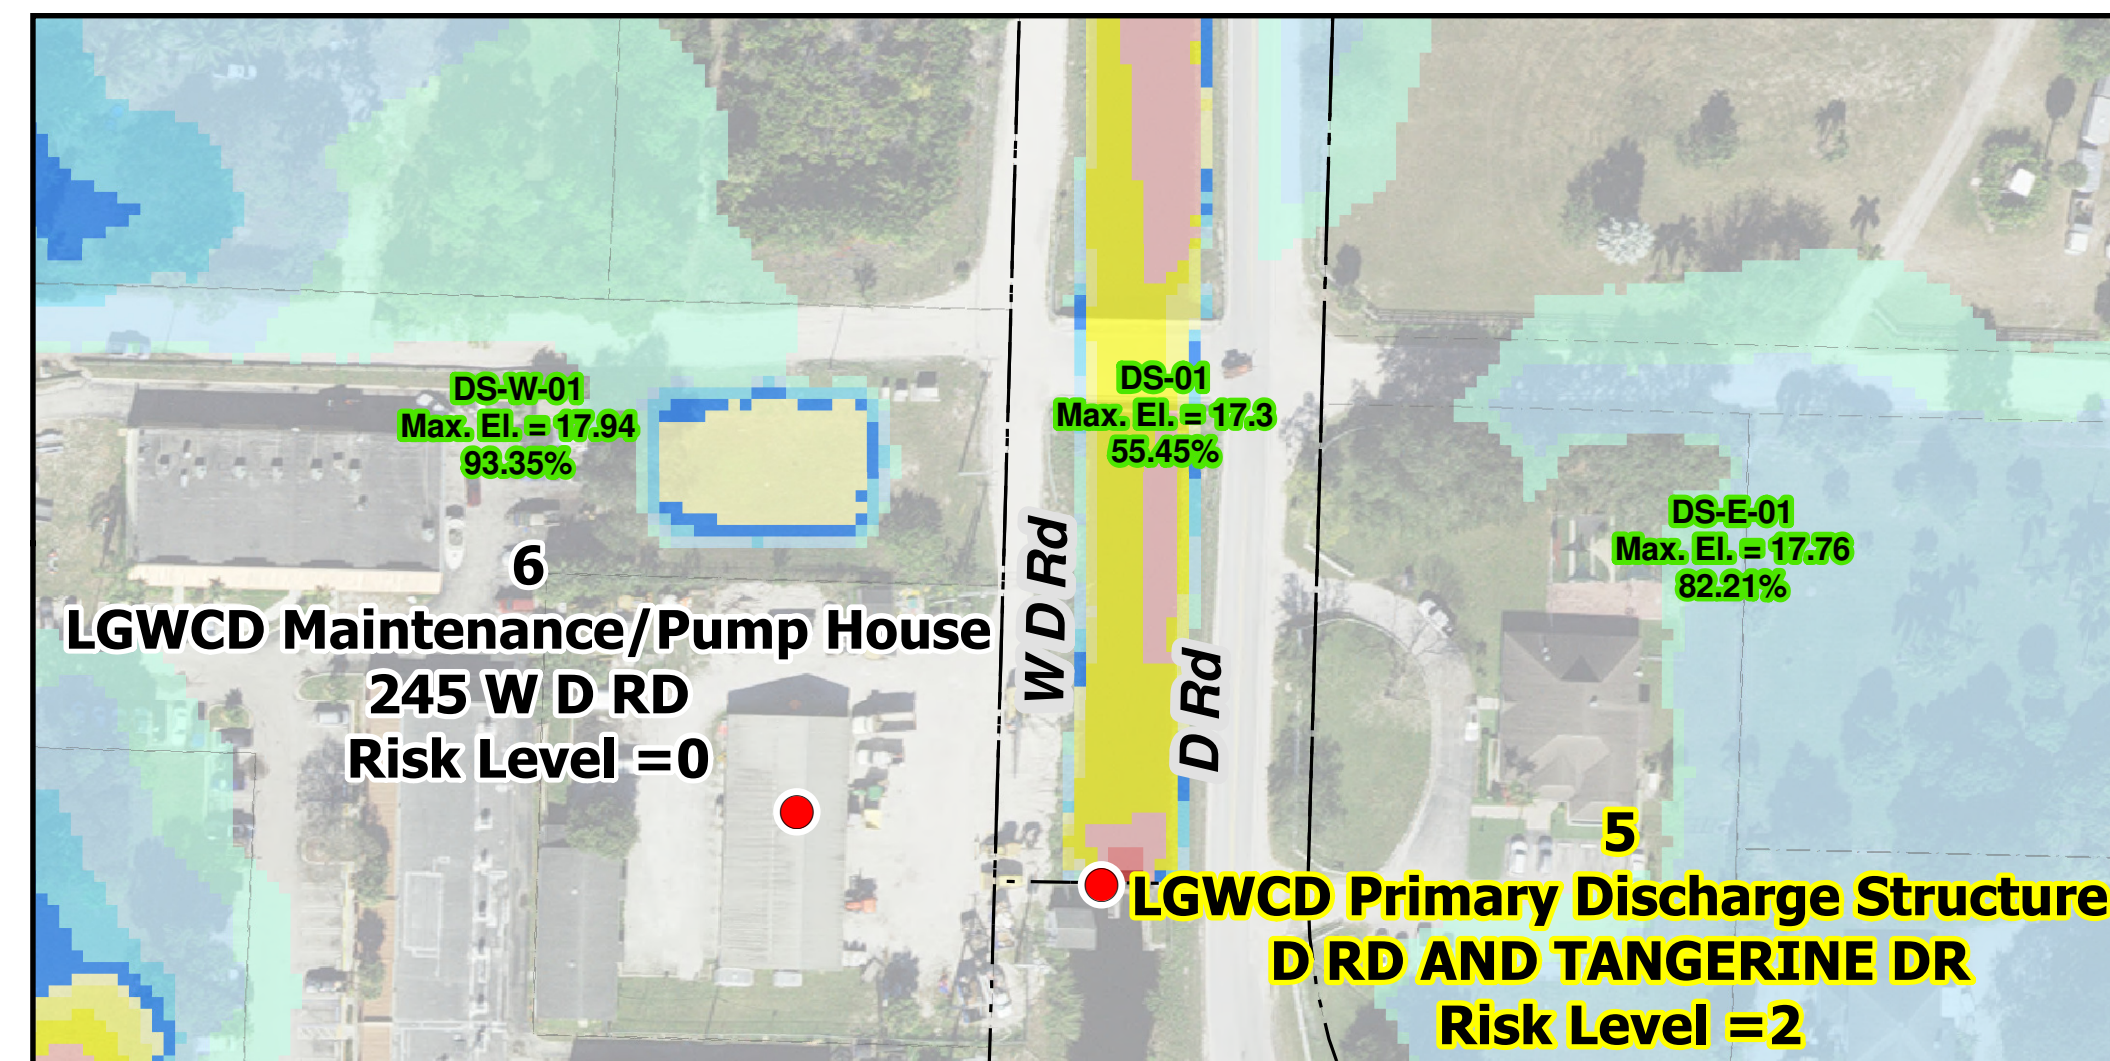 DS-W-01
Max. El. = 17.94
93.35%
DS-01
Max. El. = 17.3
55.45%
DS-E-01
Max. El. = 17.76
82.21%
W D Rd
D Rd
6
LGWCD Maintenance/Pump House
245 W D RD
Risk Level =0
5
LGWCD Primary Discharge Structure
D RD AND TANGERINE DR
Risk Level =2